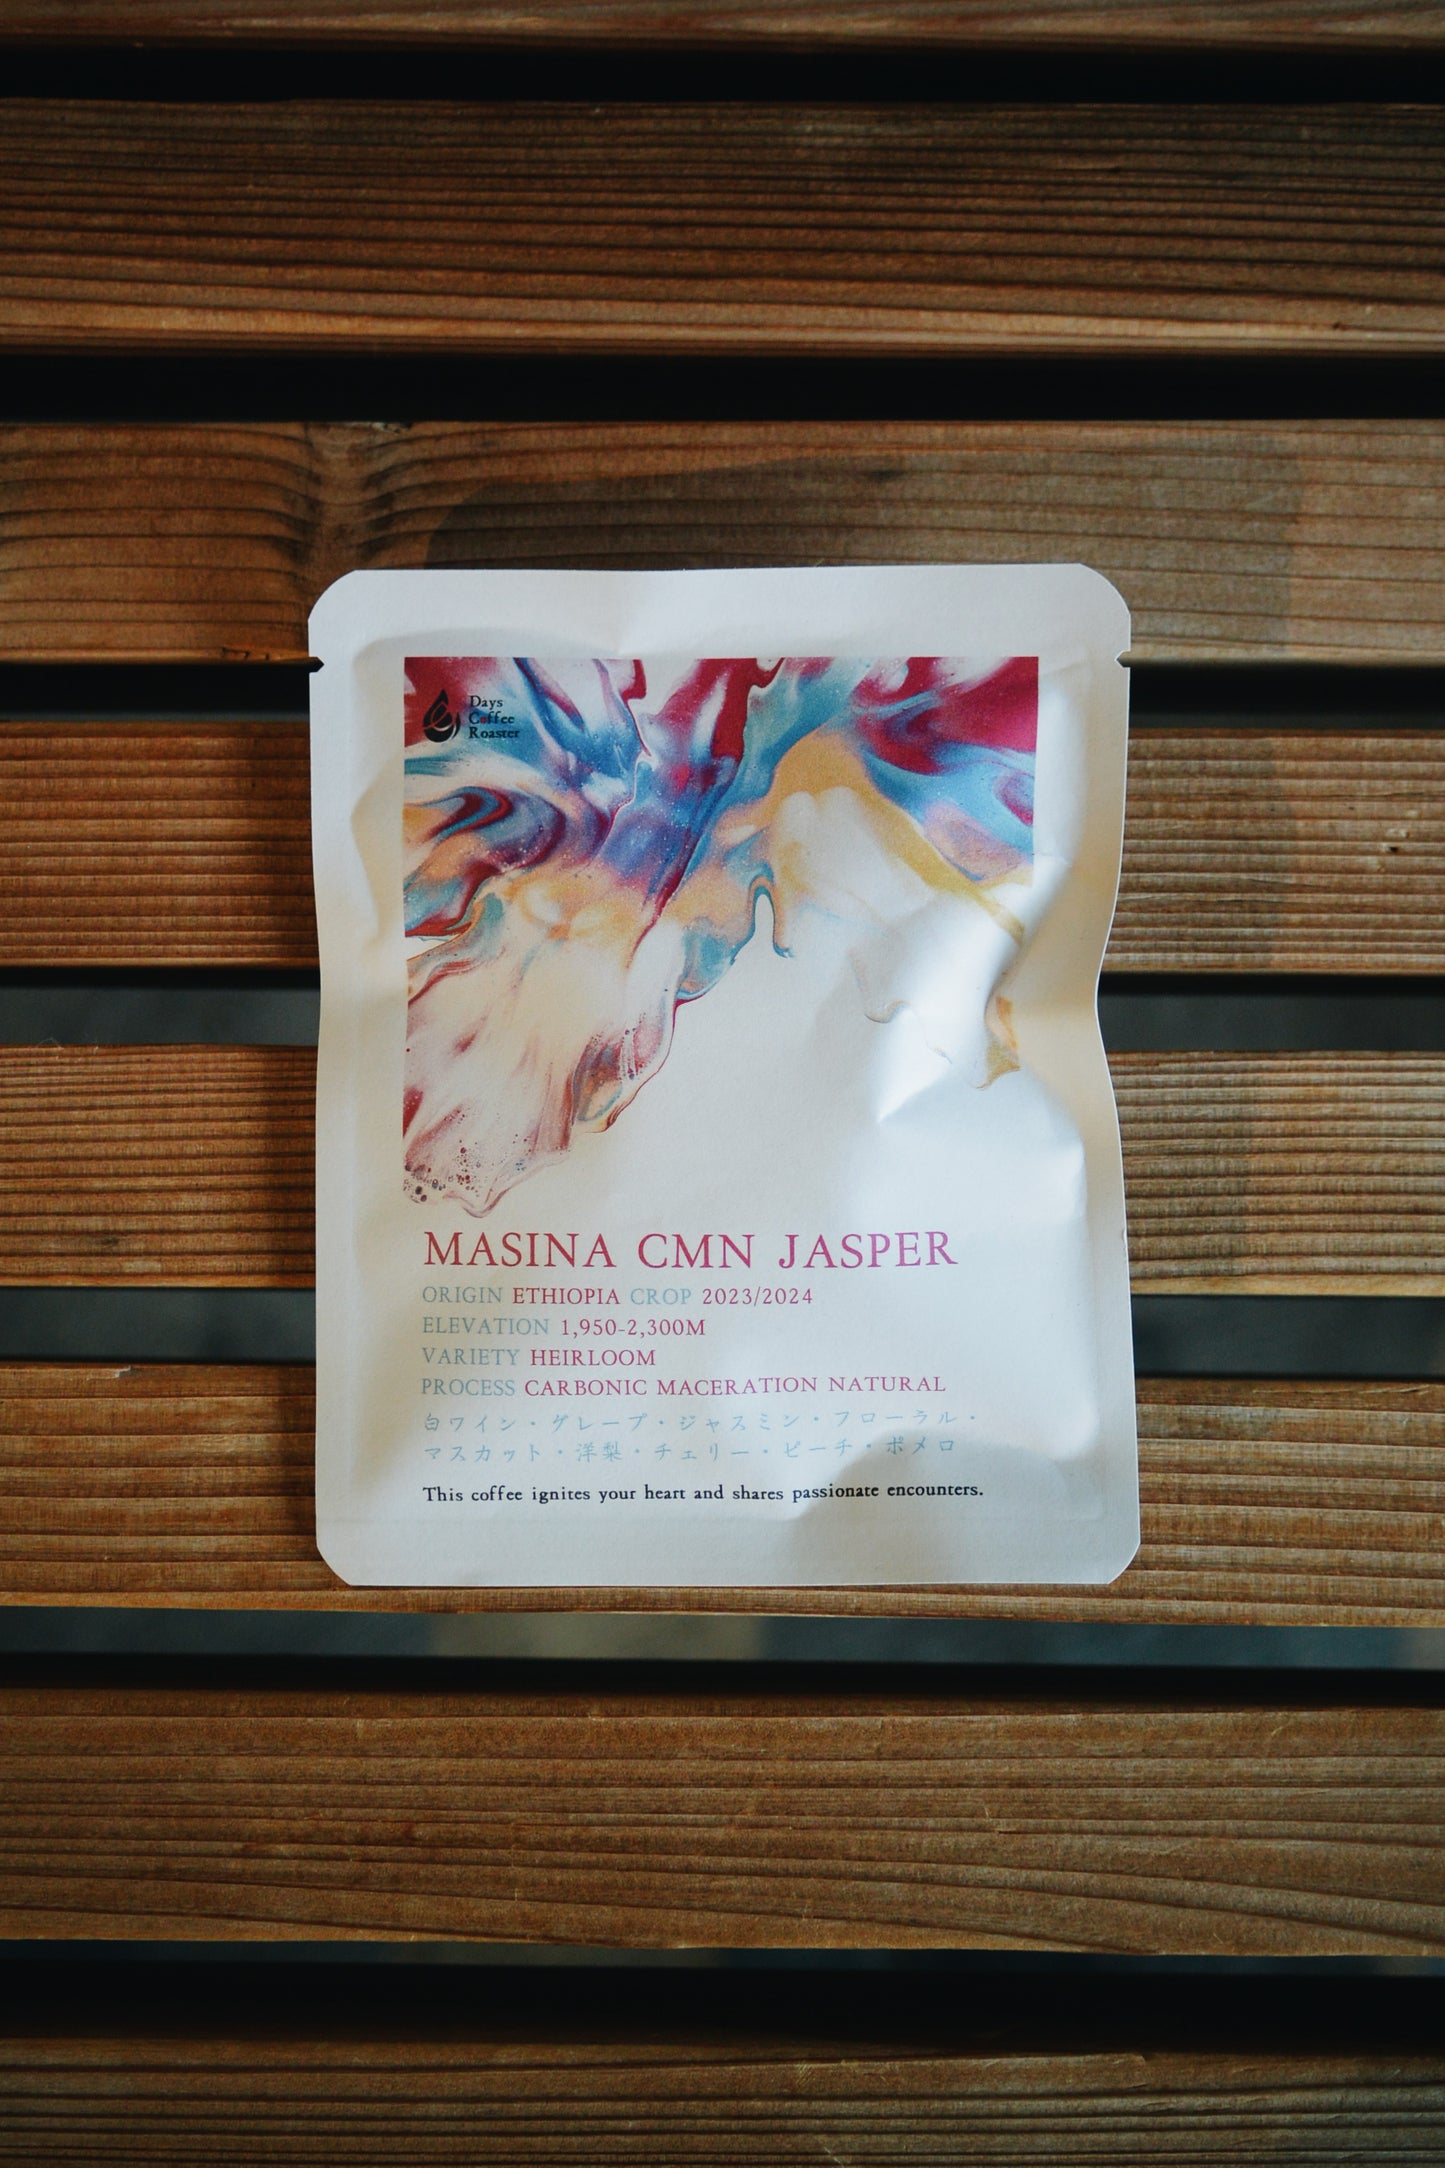 Days
Coffee
Roaster
MASINA CMN JASPER
ORIGIN ETHIOPIA CROP 2023/2024
ELEVATION 1,950-2,300M
VARIETY HEIRLOOM
PROCESS CARBONIC MACERATION NATURAL
白ワイン・グレープ・ジャスミン・フローラル・
マスカット・洋梨・チェリー・ピーチ・ポメロ
This coffee ignites your heart and shares passionate encounters.